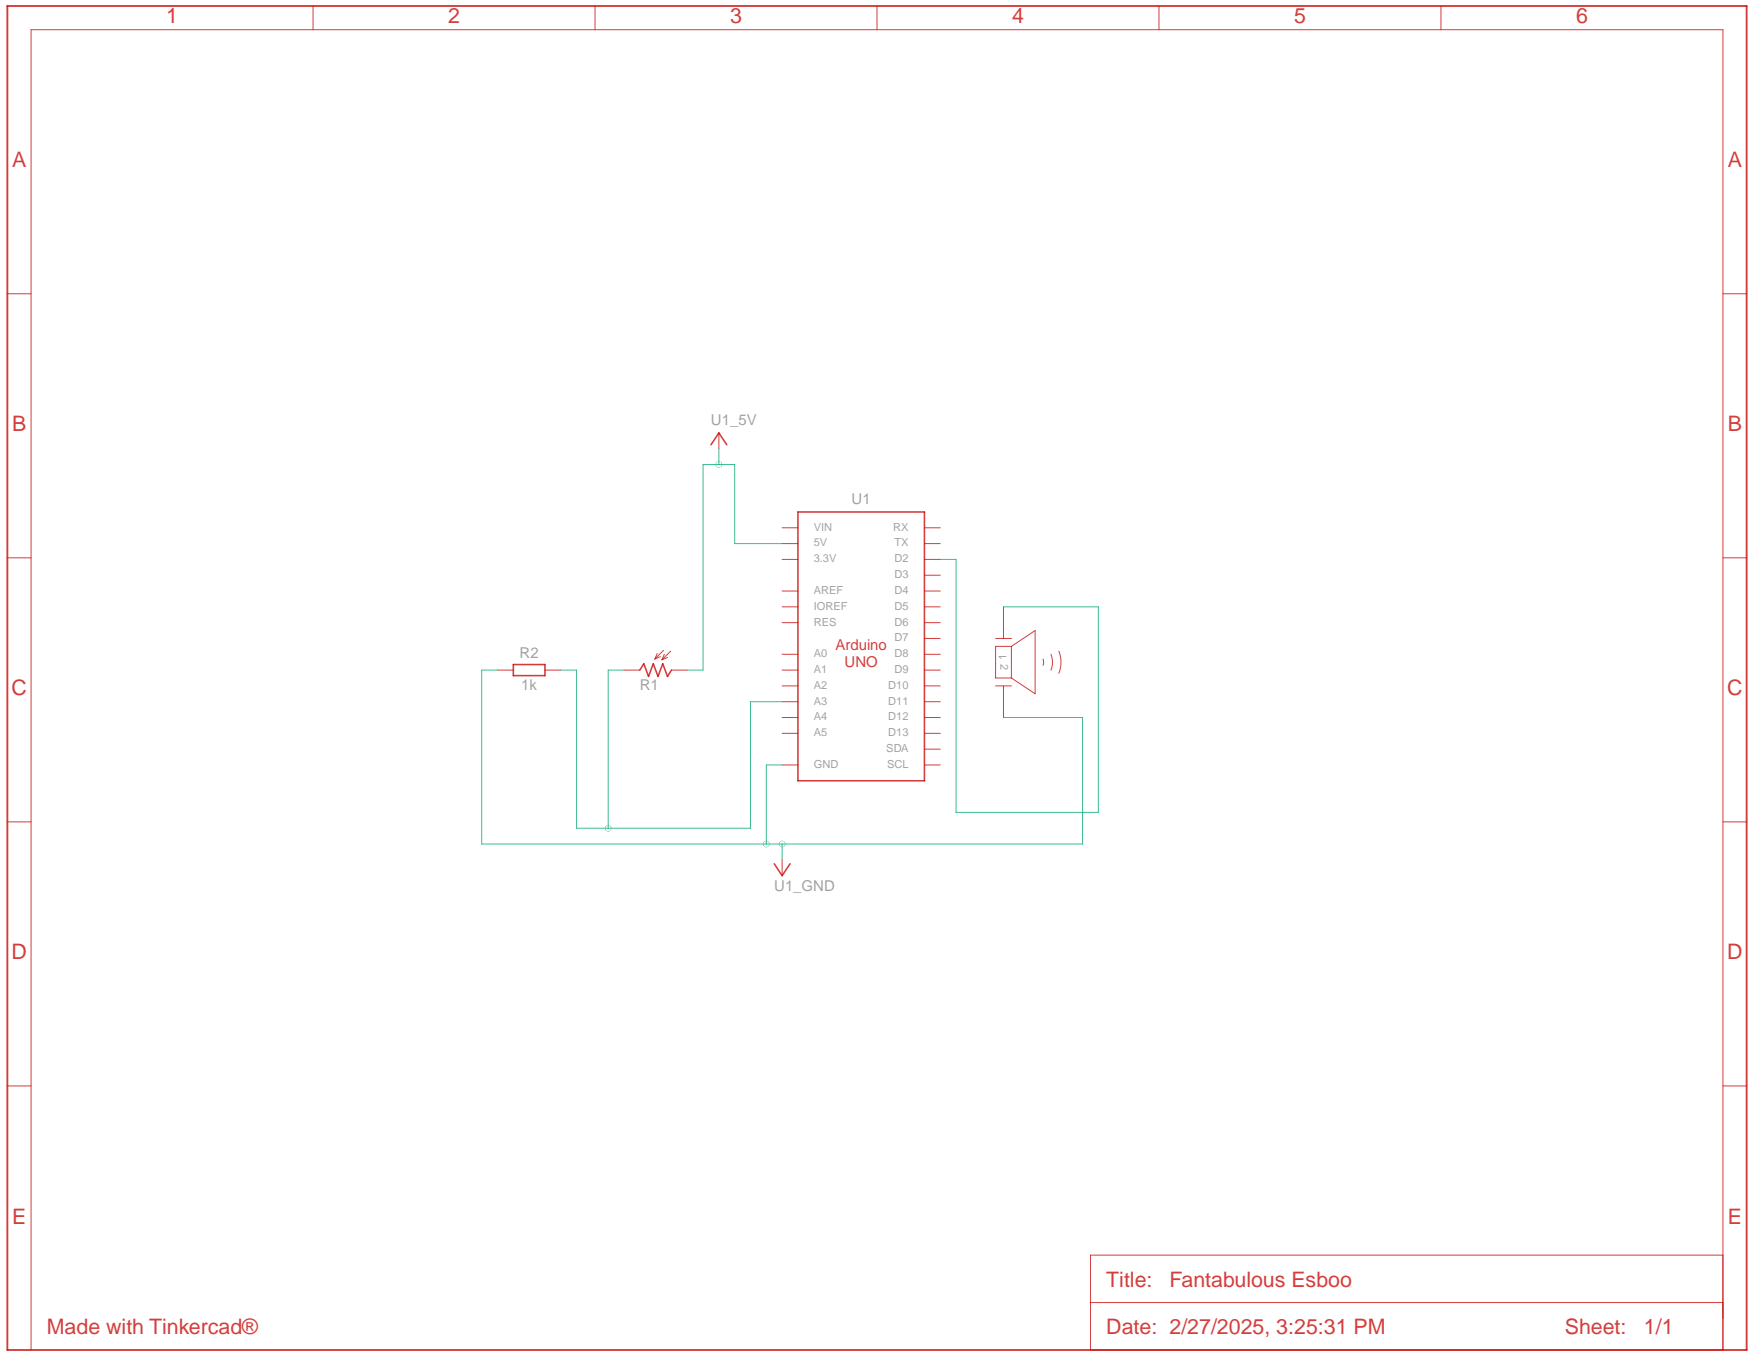 1 2 3 4 5 6
A A
B B
U1_5V
U1
VIN RX
5V TX
3.3V D2
D3
AREF D4
IOREF D5
RES D6
D7
Arduino
UNO
A0 D8
A1 D9
A2 D10
A3 D11
A4 D12
A5 D13
SDA
GND SCL
R2
1k
R1
1 2
C C
U1_GND
D D
E E
Title: Fantabulous Esboo
Made with Tinkercad®
Date: 2/27/2025, 3:25:31 PM Sheet: 1/1